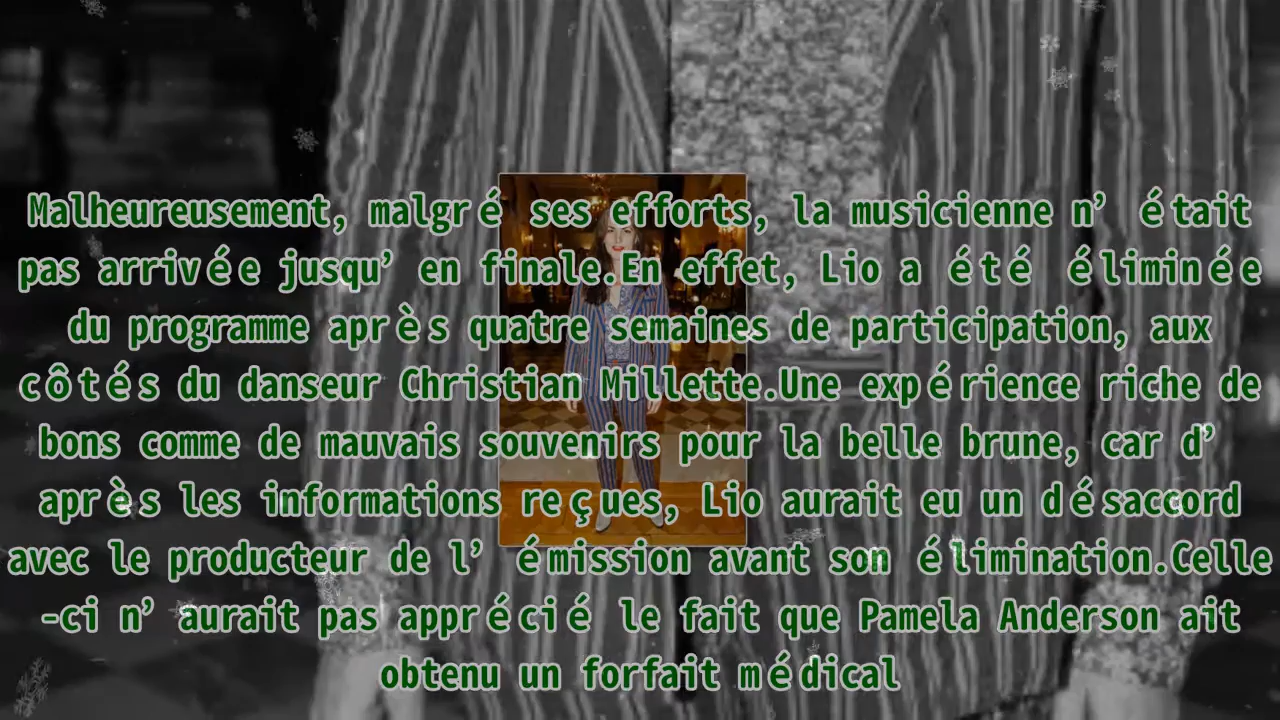 Malheureusement, malgré ses efforts, la musicienne n’ était
pas arrivée jusqu’ en finale.En effet, Lio a été éliminée
du programme après quatre semaines de participation, aux
côtés du danseur Christian Millette.Une expérience riche de
bons comme de mauvais souvenirs pour la belle brune, car d’
après les informations reçues, Lio aurait eu un désaccord
avec le producteur de l’ émission avant son élimination.Celle
-ci n’ aurait pas apprécié le fait que Pamela Anderson ait
obtenu un forfait médical